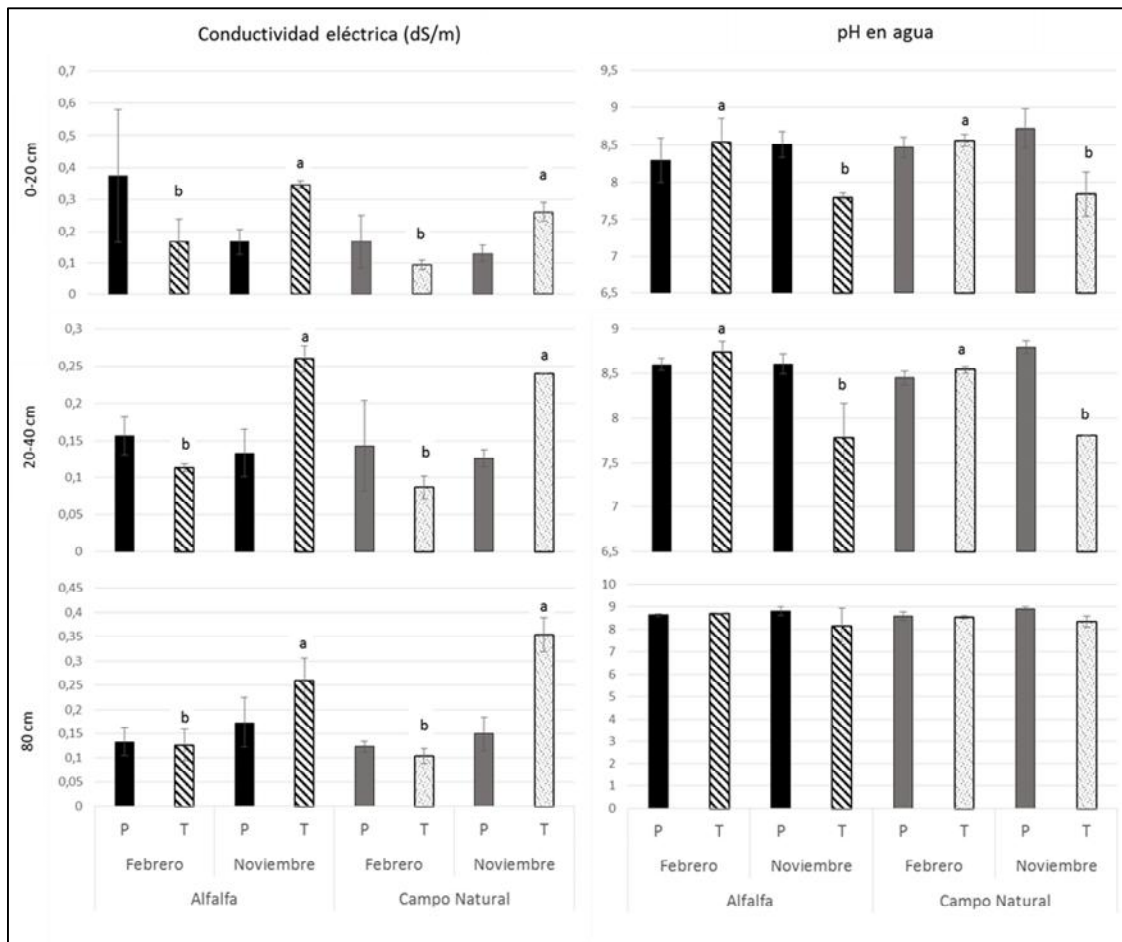 Conductividad eléctrica (dS/m)
pH en agua
0-20 cm
0,7
0,6
0,5
0,4
0,3
0,2
0,1
0
b
a
b
a
9,5
9
8,5
8
7,5
7
6,5
a
b
a
b
20-40 cm
0,3
0,25
0,2
0,15
0,1
0,05
0
b
a
b
a
9
8,5
8
7,5
7
6,5
a
b
a
b
80 cm
0,45
0,4
0,35
0,3
0,25
0,2
0,15
0,1
0,05
0
b
a
b
a
10
9
8
7
6
5
4
3
2
1
0
P T P T P T P T
Febrero Noviembre Febrero Noviembre
Alfalfa Campo Natural
P T P T P T P T
Febrero Noviembre Febrero Noviembre
Alfalfa Campo Natural